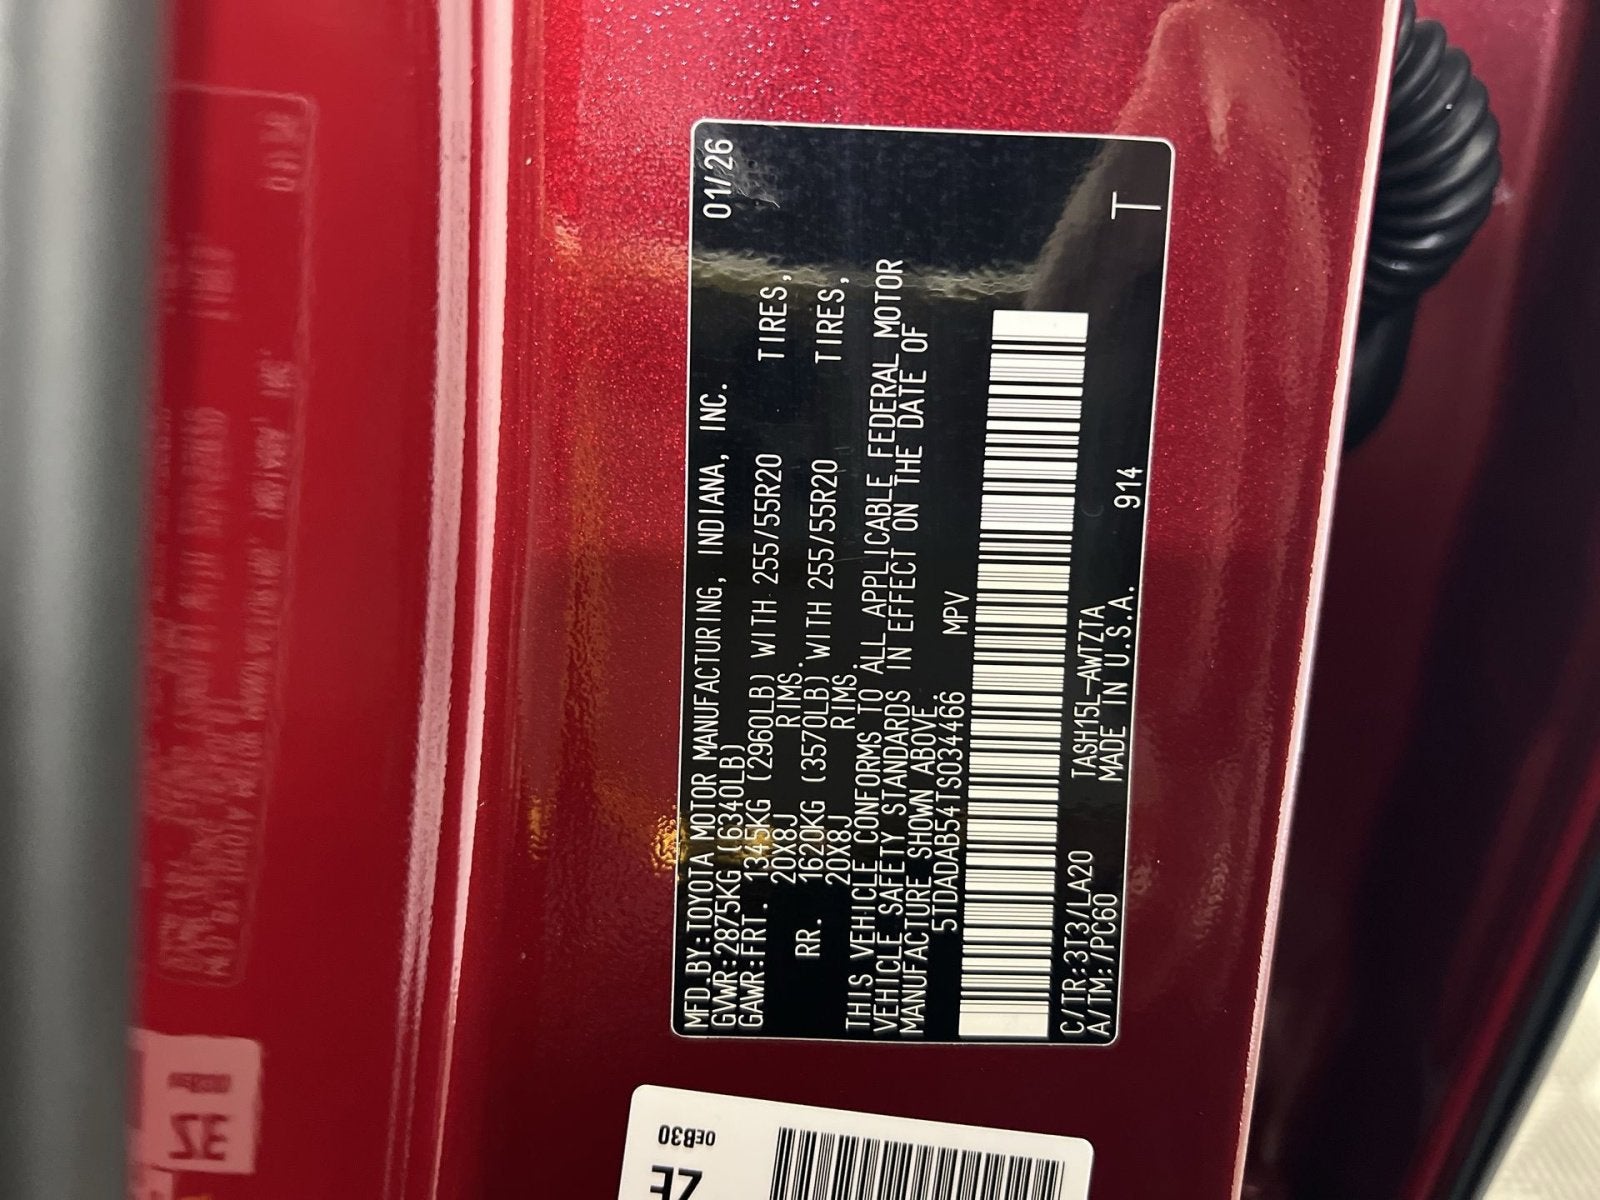 MFD.BY:TOYOTA MOTOR MANUFACTURING, INDIANA, INC. 01/26
GVWR:2875KG (6340LB)
GAWR:FRT. 1345KG (2960LB) WITH 255/55R20 TIRES,
20X8J RIMS.
RR. 1620KG (3570LB) WITH 255/55R20 TIRES,
20X8J RIMS.
THIS VEHICLE CONFORMS TO ALL APPLICABLE FEDERAL MOTOR
VEHICLE SAFETY STANDARDS IN EFFECT ON THE DATE OF
MANUFACTURE SHOWN ABOVE.
5TDADAB541S034466 MPV
C/TR:3T3/LA20 TASH15L-AWTZTA
A/TM:/PC60 MADE IN U.S.A. 914
T
0EB30
ZE